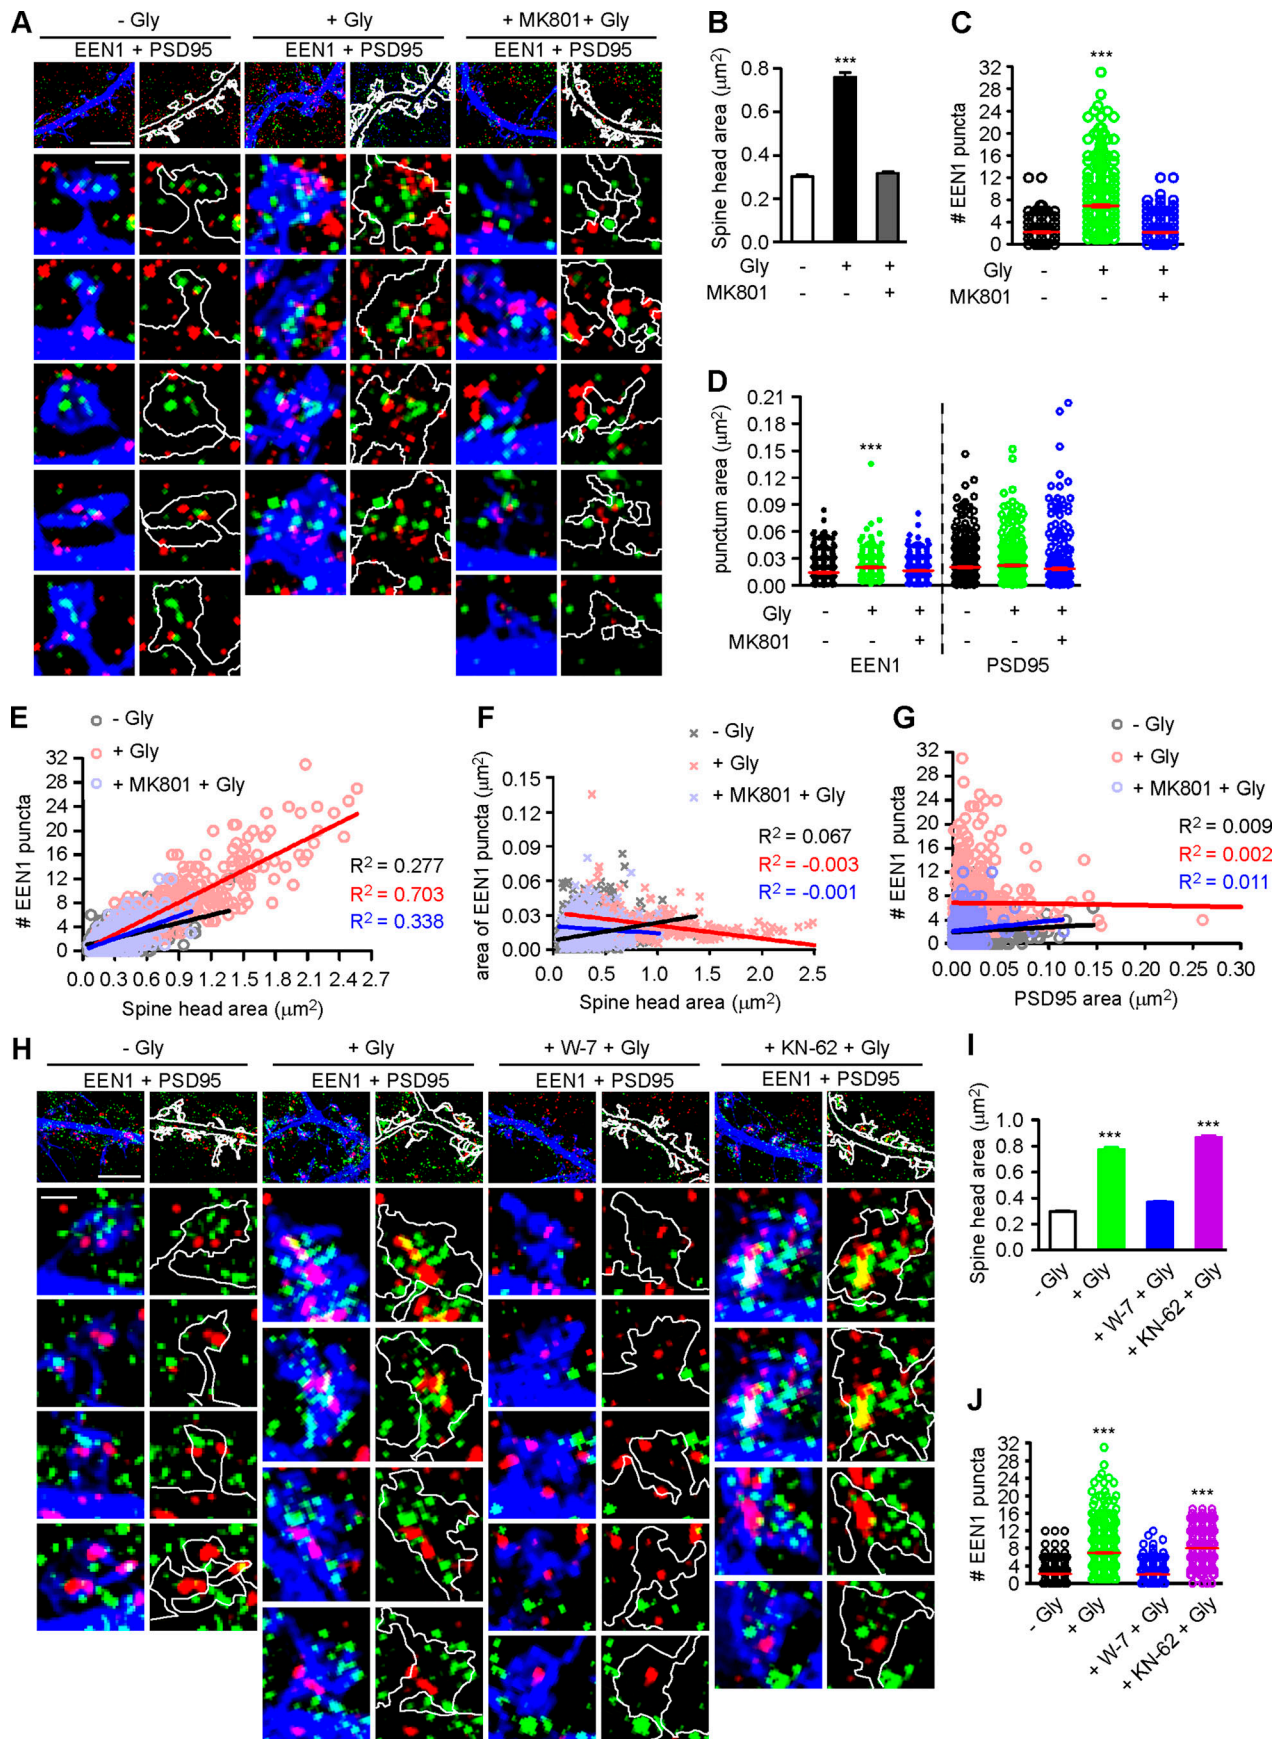 A
- Gly
+ Gly
+ MK801+ Gly
EEN1 + PSD95
EEN1 + PSD95
EEN1 + PSD95
B
Spine head area (μm2)
0.8
0.6
0.4
0.2
0.0
***
Gly - + +
MK801 - - +
C
# EEN1 puncta
32
28
24
20
16
12
8
4
0
***
Gly - + +
MK801 - - +
D
punctum area (μm2)
0.21
0.18
0.15
0.12
0.09
0.06
0.03
0.00
***
Gly - + + - + +
MK801 - - + - - +
EEN1 PSD95
E
- Gly
+ Gly
+ MK801 + Gly
# EEN1 puncta
32
28
24
20
16
12
8
4
0
R2 = 0.277
R2 = 0.703
R2 = 0.338
0.0 0.3 0.6 0.9 1.2 1.5 1.8 2.1 2.4 2.7
Spine head area (μm2)
F
- Gly
+ Gly
+ MK801 + Gly
area of EEN1 puncta (μm2)
0.15
0.12
0.09
0.06
0.03
0.00
R2 = 0.067
R2 = -0.003
R2 = -0.001
0.0 0.5 1.0 1.5 2.0 2.5
Spine head area (μm2)
G
- Gly
+ Gly
+ MK801 + Gly
# EEN1 puncta
32
28
24
20
16
12
8
4
0
R2 = 0.009
R2 = 0.002
R2 = 0.011
0.00 0.05 0.10 0.15 0.20 0.25 0.30
PSD95 area (μm2)
H
- Gly
+ Gly
+ W-7 + Gly
+ KN-62 + Gly
EEN1 + PSD95
EEN1 + PSD95
EEN1 + PSD95
EEN1 + PSD95
I
Spine head area (μm2)
1.0
0.8
0.6
0.4
0.2
0.0
***
***
- Gly
+ Gly
+ W-7 + Gly
+ KN-62 + Gly
J
# EEN1 puncta
32
28
24
20
16
12
8
4
0
***
***
- Gly
+ Gly
+ W-7 + Gly
+ KN-62 + Gly